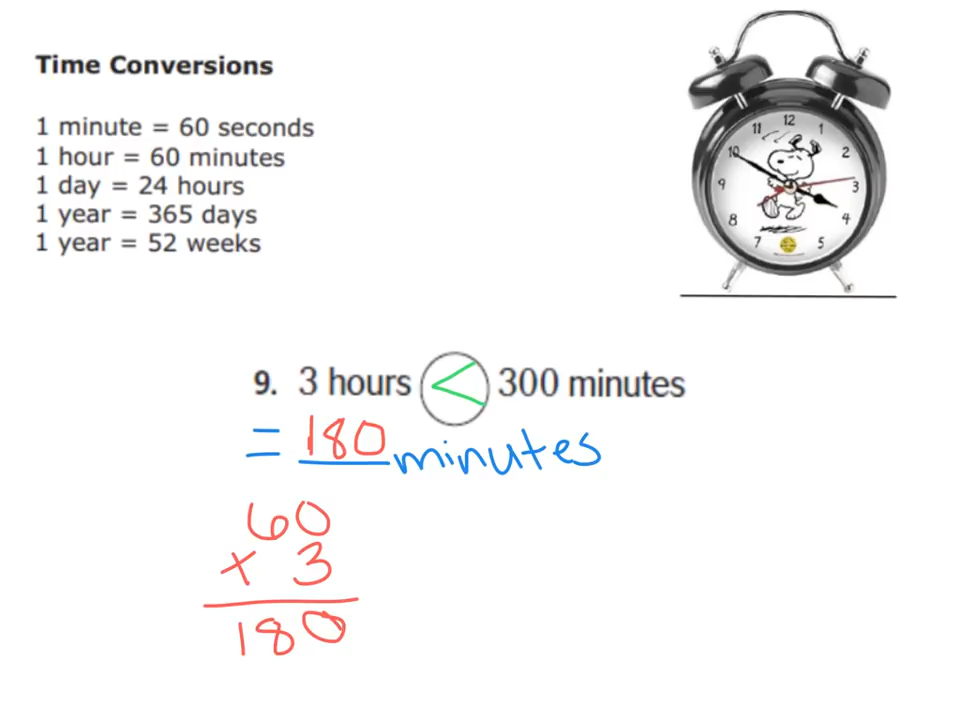 Time Conversions
1 minute = 60 seconds
1 hour = 60 minutes
1 day = 24 hours
1 year = 365 days
1 year = 52 weeks
12
11 1
10 2
9 3
8 4
7 5
9. 3 hours < 300 minutes
= 180 minutes
60
× 3
180